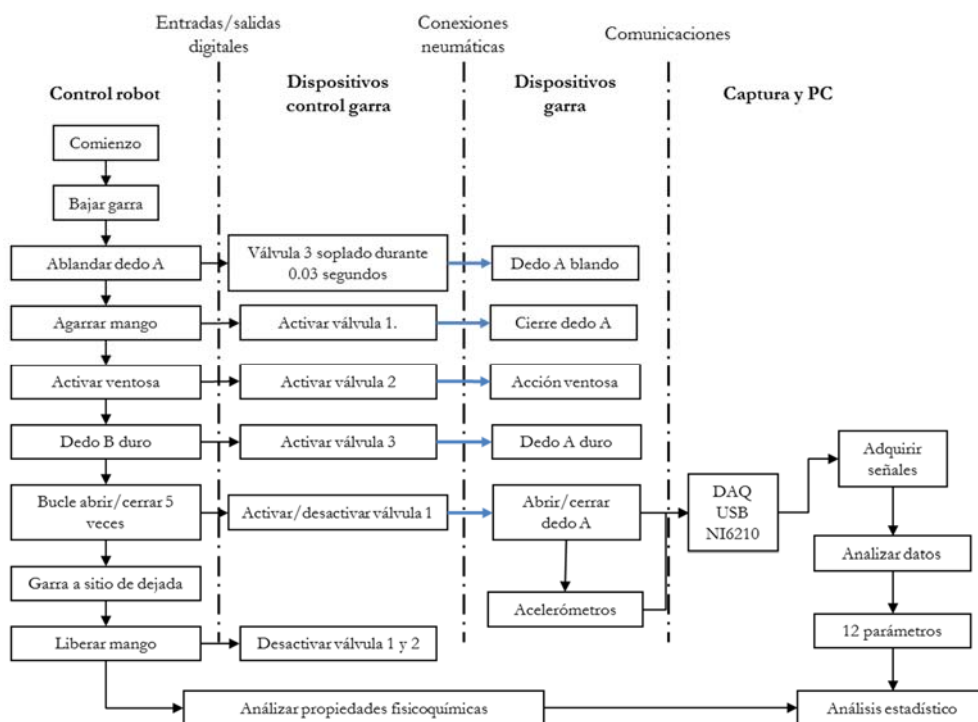 Entradas/salidas
digitales
Conexiones
neumáticas
Comunicaciones
Control robot
Dispositivos
control garra
Dispositivos
garra
Captura y PC
Comienzo
Bajar garra
Ablandar dedo A
Válvula 3 soplado durante
0.03 segundos
Dedo A blando
Agarrar mango
Activar válvula 1.
Cierre dedo A
Activar ventosa
Activar válvula 2
Acción ventosa
Dedo B duro
Activar válvula 3
Dedo A duro
Adquirir
señales
Bucle abrir/cerrar 5
veces
Activar/desactivar válvula 1
Abrir/cerrar
dedo A
DAQ
USB
NI6210
Analizar datos
Garra a sitio de dejada
Acelerómetros
12 parámetros
Liberar mango
Desactivar válvula 1 y 2
Análizar propiedades fisicoquímicas
Análisis estadístico